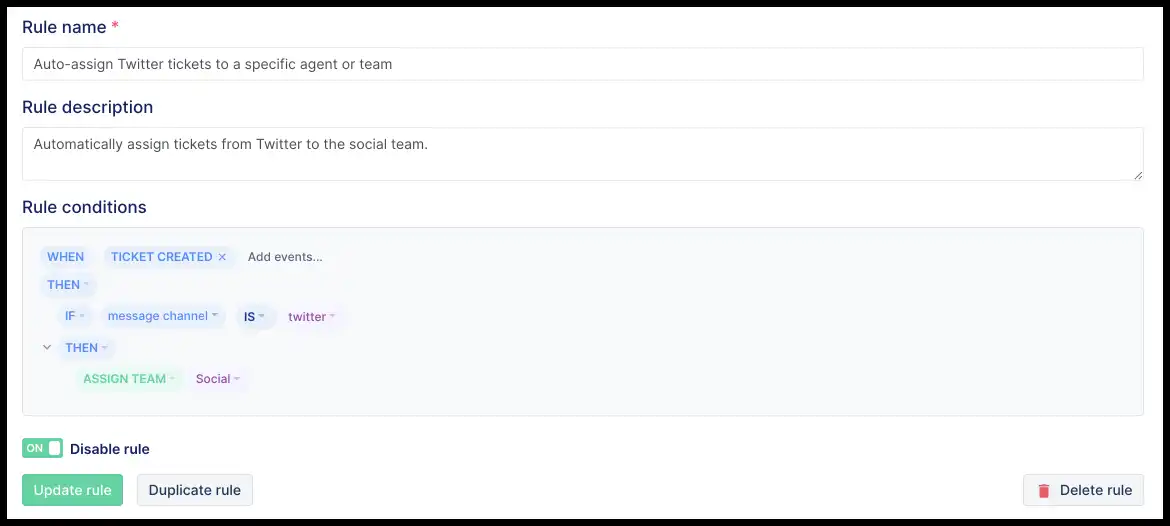 Rule name *
Auto-assign Twitter tickets to a specific agent or team
Rule description
Automatically assign tickets from Twitter to the social team.
Rule conditions
WHEN TICKET CREATED × Add events...
THEN
IF message channel IS twitter
THEN
ASSIGN TEAM Social
ON Disable rule
Update rule Duplicate rule Delete rule